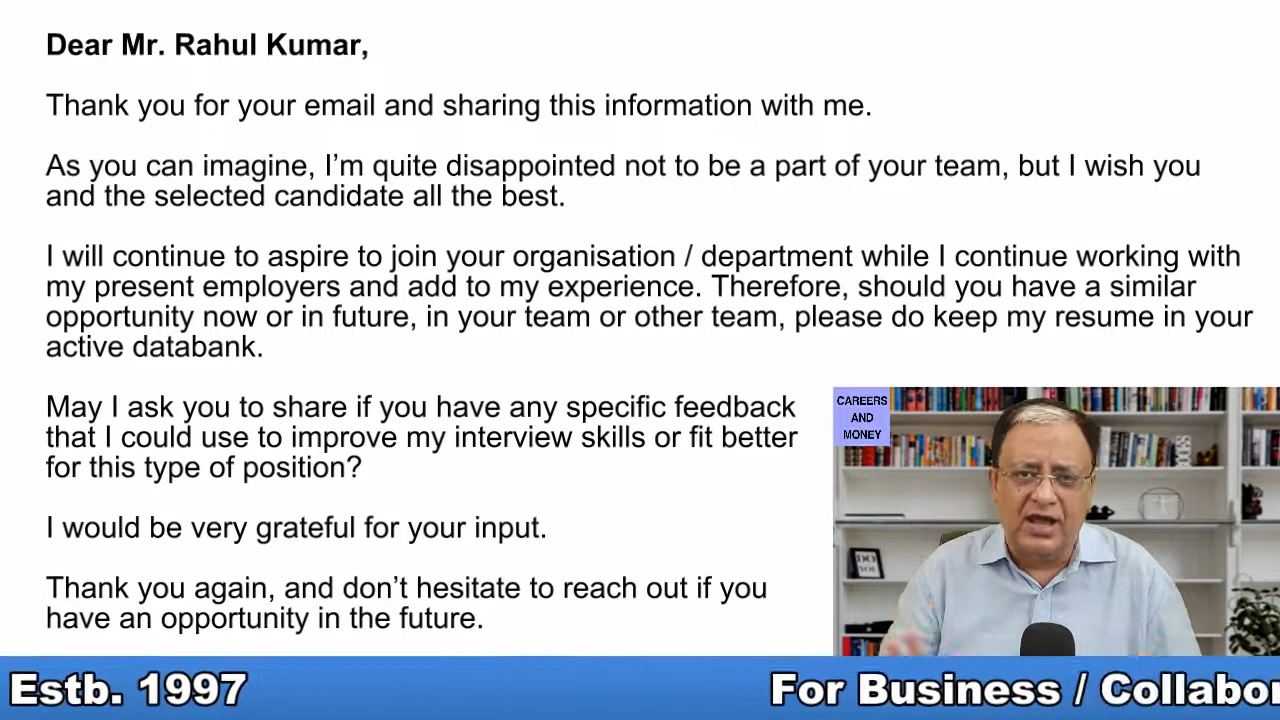 Dear Mr. Rahul Kumar,
Thank you for your email and sharing this information with me.
As you can imagine, I’m quite disappointed not to be a part of your team, but I wish you
and the selected candidate all the best.
I will continue to aspire to join your organisation / department while I continue working with
my present employers and add to my experience. Therefore, should you have a similar
opportunity now or in future, in your team or other team, please do keep my resume in your
active databank.
May I ask you to share if you have any specific feedback
that I could use to improve my interview skills or fit better
for this type of position?
I would be very grateful for your input.
Thank you again, and don’t hesitate to reach out if you
have an opportunity in the future.
CAREERS
AND
MONEY
DO
YOU
Estb. 1997
For Business / Collabor